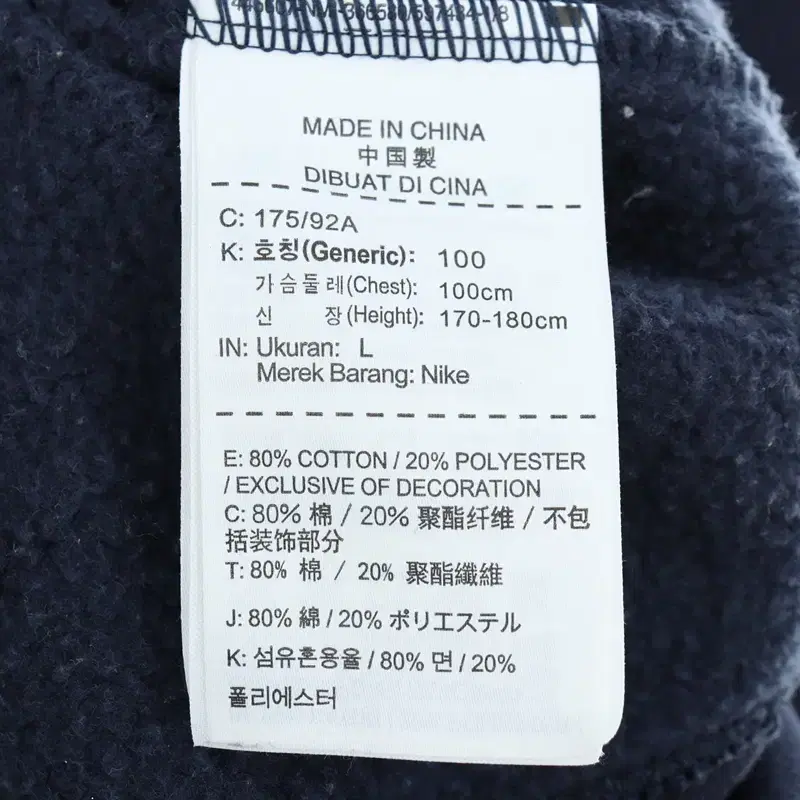 MADE IN CHINA
中国製
DIBUAT DI CINA
C: 175/92A
K: 호칭(Generic): 100
가슴둘레(Chest): 100cm
신 장(Height): 170-180cm
IN: Ukuran: L
Merek Barang: Nike
E: 80% COTTON / 20% POLYESTER
/ EXCLUSIVE OF DECORATION
C: 80% 棉 / 20% 聚酯纤维 / 不包
括装饰部分
T: 80% 棉 / 20% 聚酯纖維
J: 80% 綿 / 20% ポリエステル
K: 섬유혼용율 / 80% 면 / 20%
폴리에스터